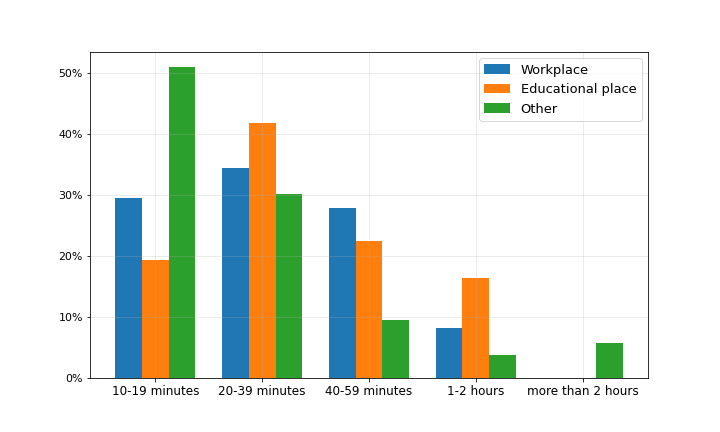 50%
40%
30%
20%
10%
0%
Workplace
Educational place
Other
10-19 minutes
20-39 minutes
40-59 minutes
1-2 hours
more than 2 hours